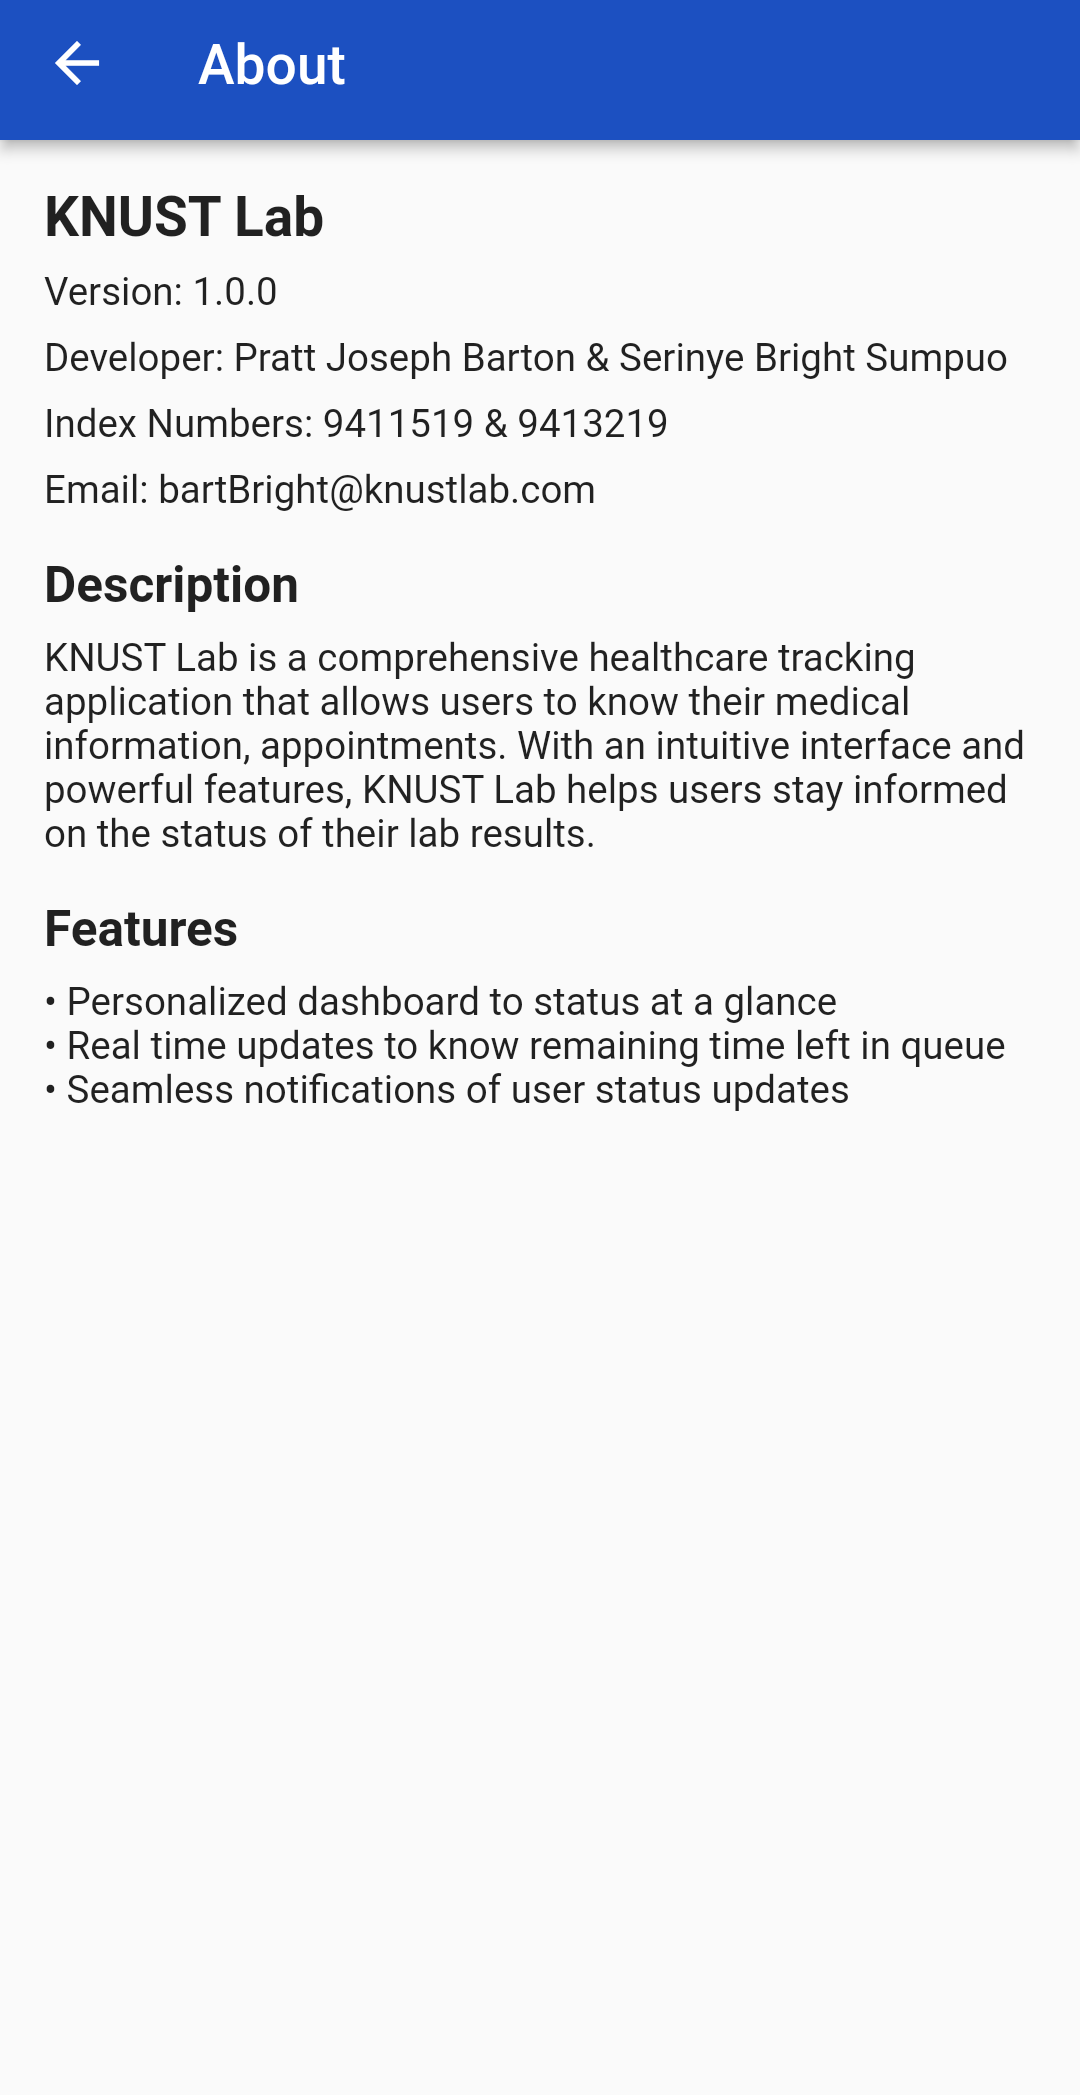 About
KNUST Lab
Version: 1.0.0
Developer: Pratt Joseph Barton & Serinye Bright Sumpuo
Index Numbers: 9411519 & 9413219
Email: bartBright@knustlab.com
Description
KNUST Lab is a comprehensive healthcare tracking
application that allows users to know their medical
information, appointments. With an intuitive interface and
powerful features, KNUST Lab helps users stay informed
on the status of their lab results.
Features
• Personalized dashboard to status at a glance
• Real time updates to know remaining time left in queue
• Seamless notifications of user status updates